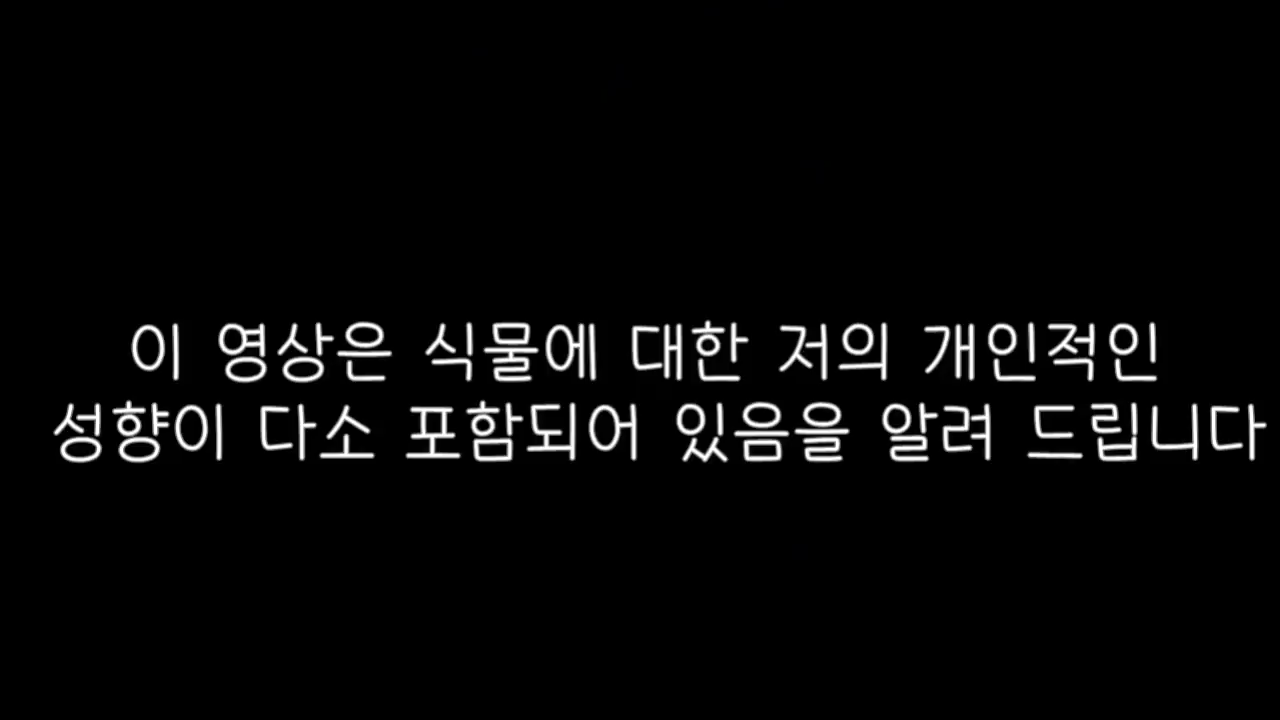 이 영상은 식물에 대한 저의 개인적인
성향이 다소 포함되어 있음을 알려 드립니다